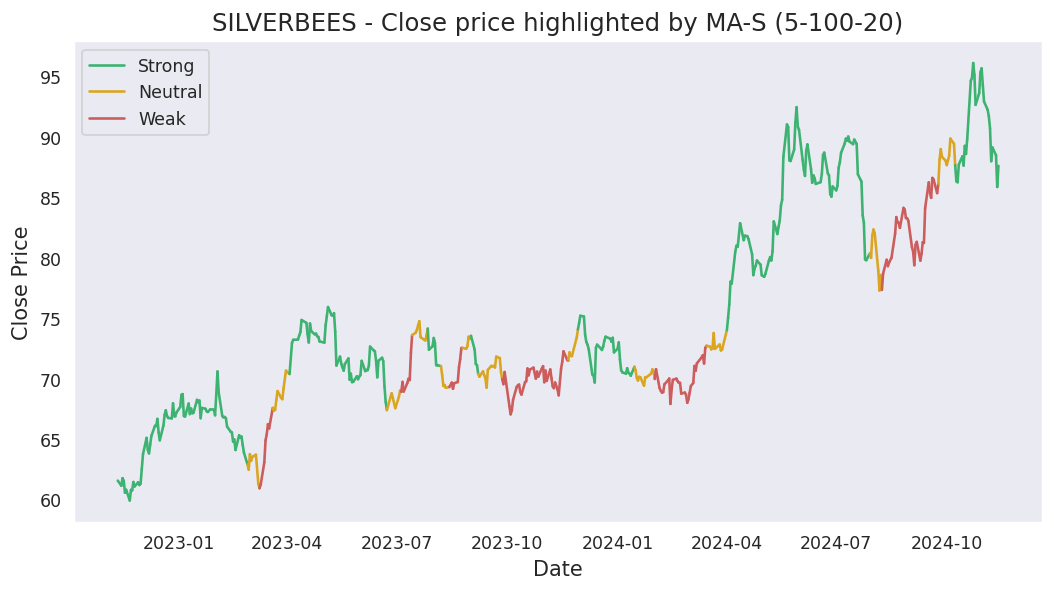 SILVERBEES - Close price highlighted by MA-S (5-100-20)
Strong
Neutral
Weak
Close Price
95
90
85
80
75
70
65
60
2023-01 2023-04 2023-07 2023-10 2024-01 2024-04 2024-07 2024-10
Date